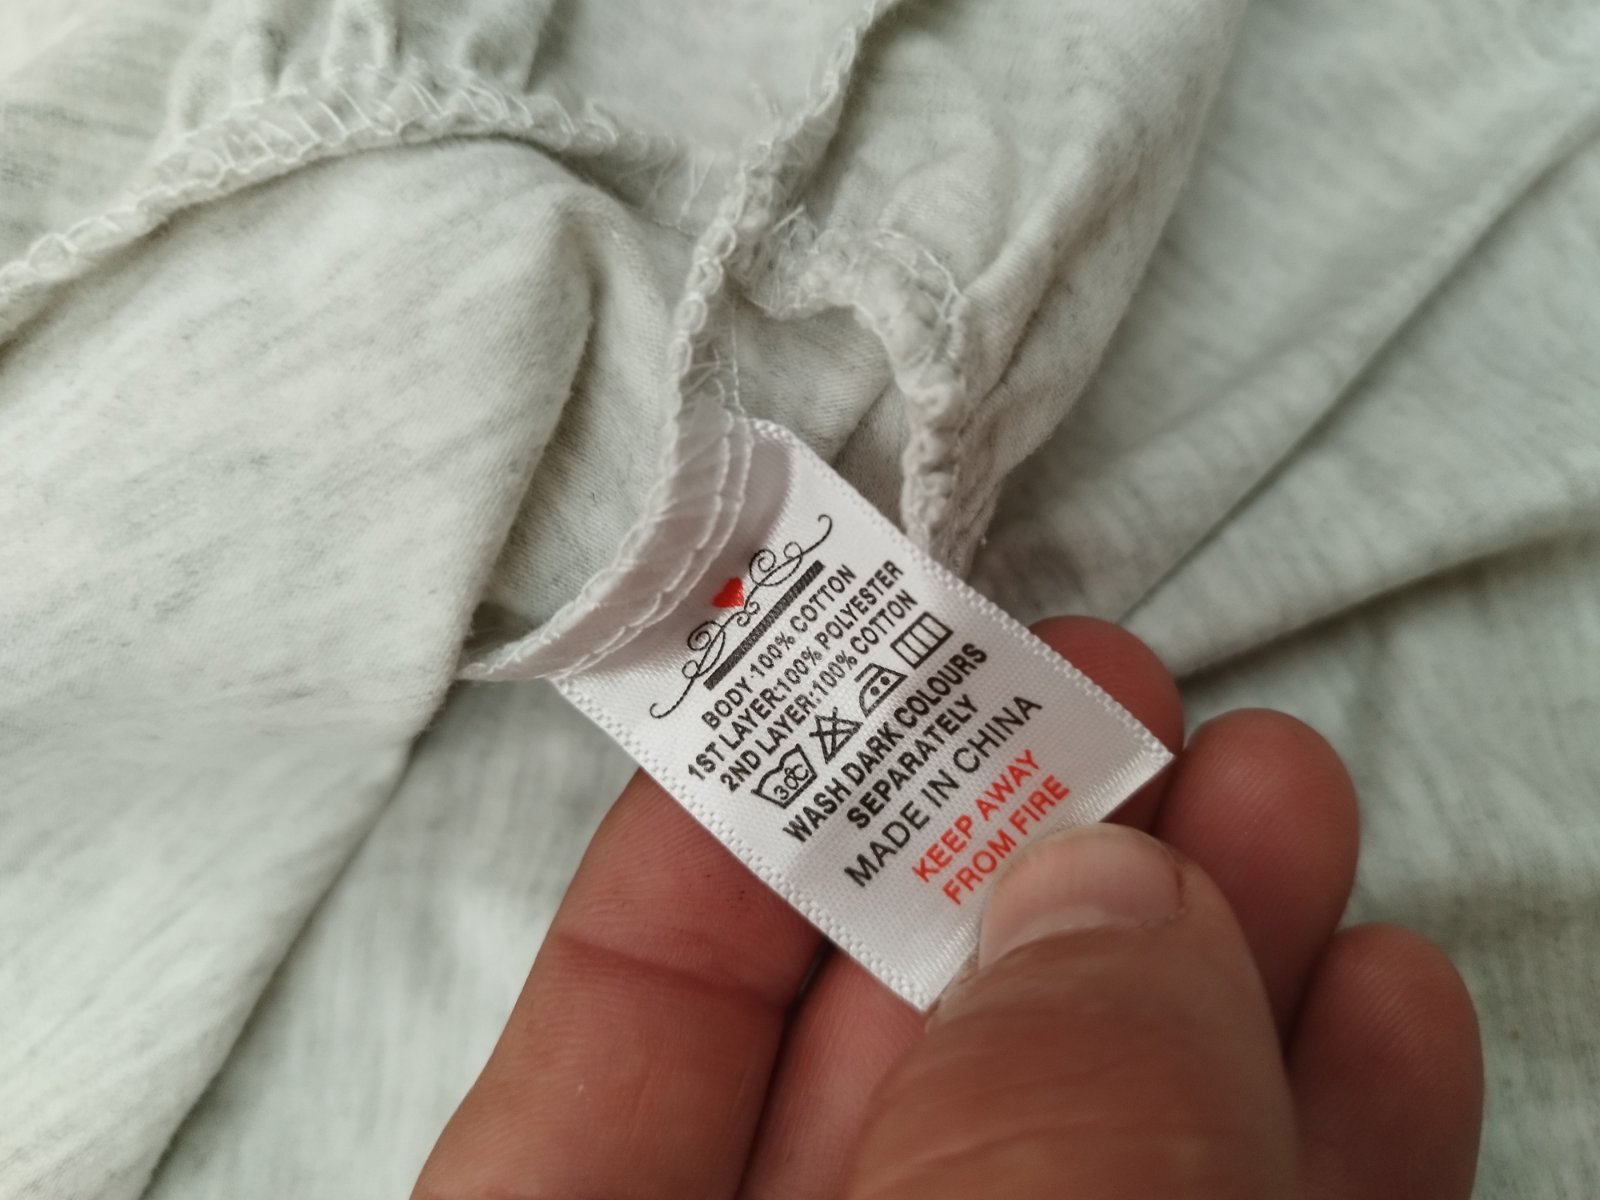 BODY:100% COTTON
1ST LAYER:100% POLYESTER
2ND LAYER:100% COTTON
30C
WASH DARK COLOURS
SEPARATELY
MADE IN CHINA
KEEP AWAY
FROM FIRE